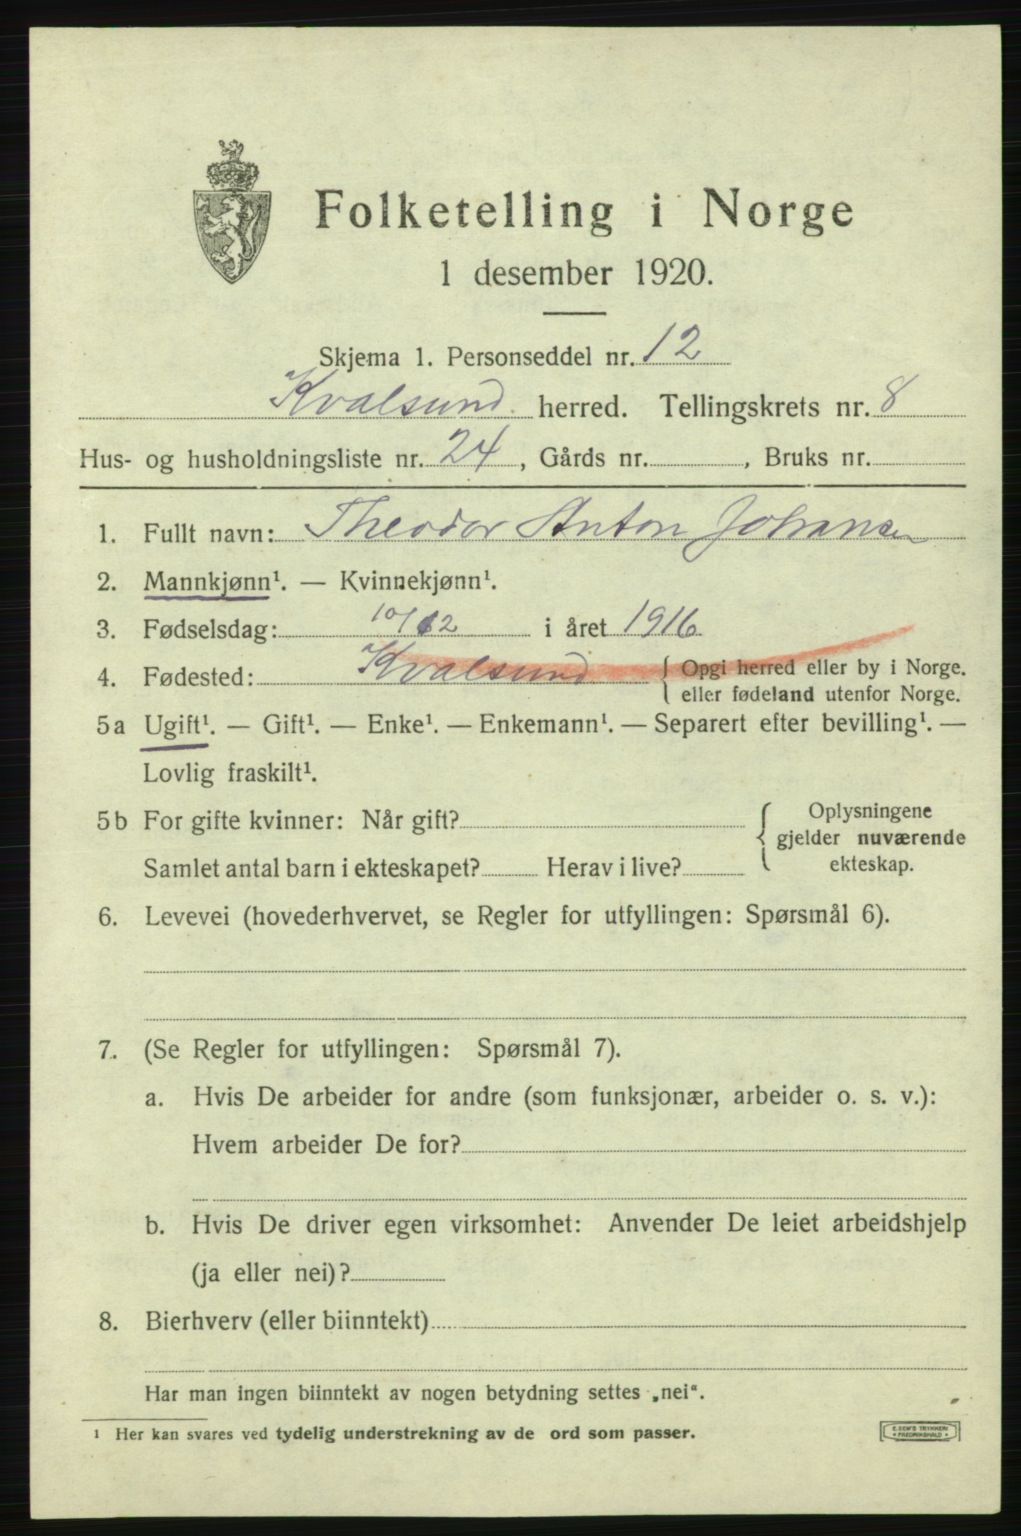 Folketelling i Norge
1 desember 1920.
Skjema 1. Personseddel nr. 12
Kvalsund herred. Tellingskrets nr. 8
Hus- og husholdningsliste nr. 24, Gårds nr. , Bruks nr.
1. Fullt navn: Theodor Anton Johansen
2. Mannkjønn¹. — Kvinnekjønn¹.
3. Fødselsdag: 10/12 i året 1916
4. Fødested: Kvalsund { Opgi herred eller by i Norge.
eller fødeland utenfor Norge.
5a Ugift¹. — Gift¹. — Enke¹. — Enkemann¹. — Separert efter bevilling¹. —
Lovlig fraskilt¹.
5b For gifte kvinner: Når gift? { Oplysningene
gjelder nuværende
Samlet antal barn i ekteskapet? Herav i live? ekteskap.
6. Levevei (hovederhvervet, se Regler for utfyllingen: Spørsmål 6).
7. (Se Regler for utfyllingen: Spørsmål 7).
a. Hvis De arbeider for andre (som funksjonær, arbeider o. s. v.):
Hvem arbeider De for?
b. Hvis De driver egen virksomhet: Anvender De leiet arbeidshjelp
(ja eller nei)?
8. Bierhverv (eller biinntekt)
Har man ingen biinntekt av nogen betydning settes „nei“.
¹ Her kan svares ved tydelig understrekning av de ord som passer.
E. SEM'S TRYKKERI
FREDRIKSHALD